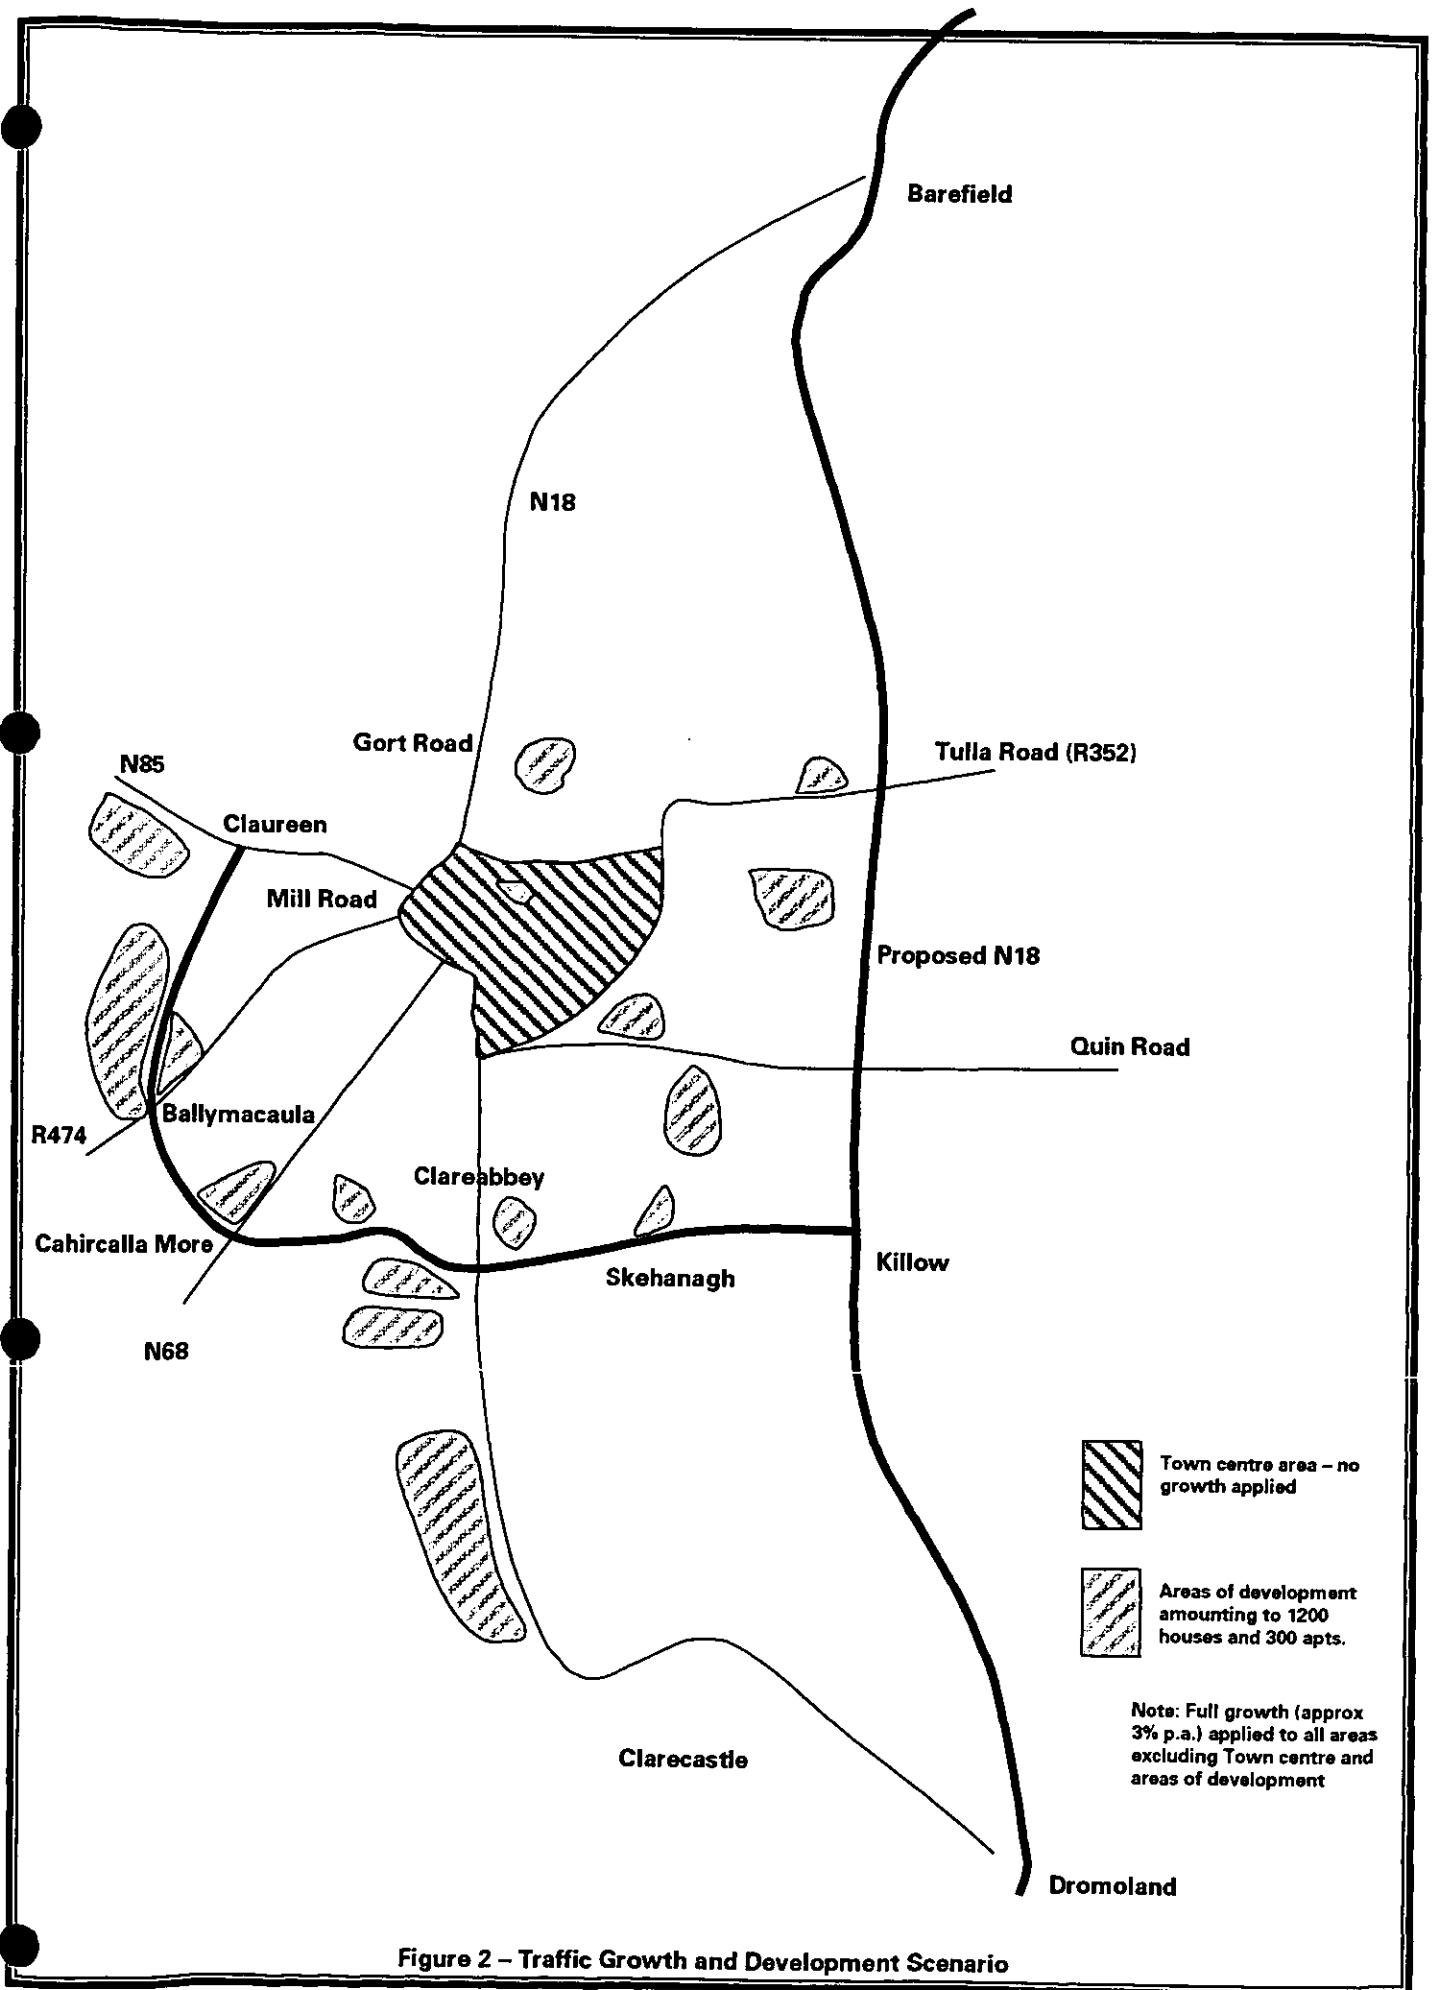 Barefield
N18
Gort Road
Tulla Road (R352)
N85
Claureen
Mill Road
Proposed N18
Quin Road
Ballymacaula
R474
Clareabbey
Cahircalla More
Killow
Skehanagh
N68
Town centre area – no
growth applied
Areas of development
amounting to 1200
houses and 300 apts.
Note: Full growth (approx
3% p.a.) applied to all areas
excluding Town centre and
areas of development
Clarecastle
Dromoland
Figure 2 – Traffic Growth and Development Scenario